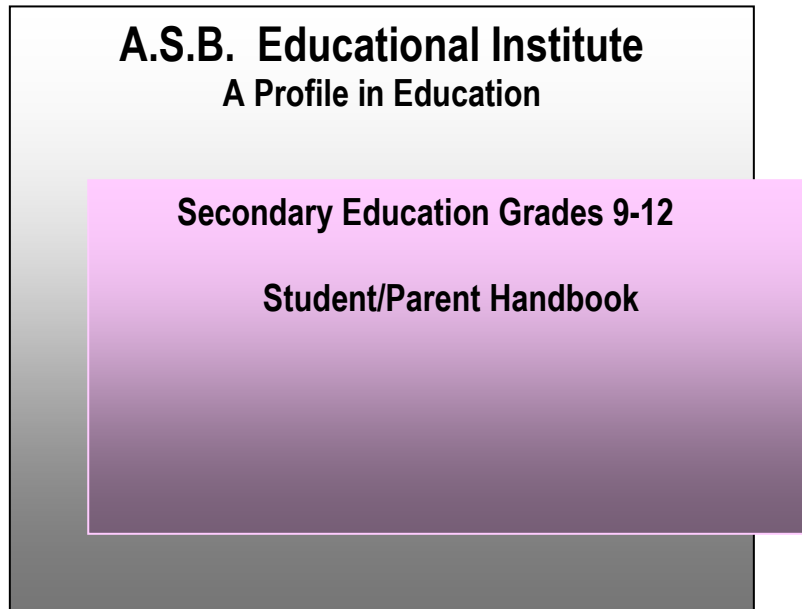 A.S.B. Educational Institute
A Profile in Education
Secondary Education Grades 9-12
Student/Parent Handbook